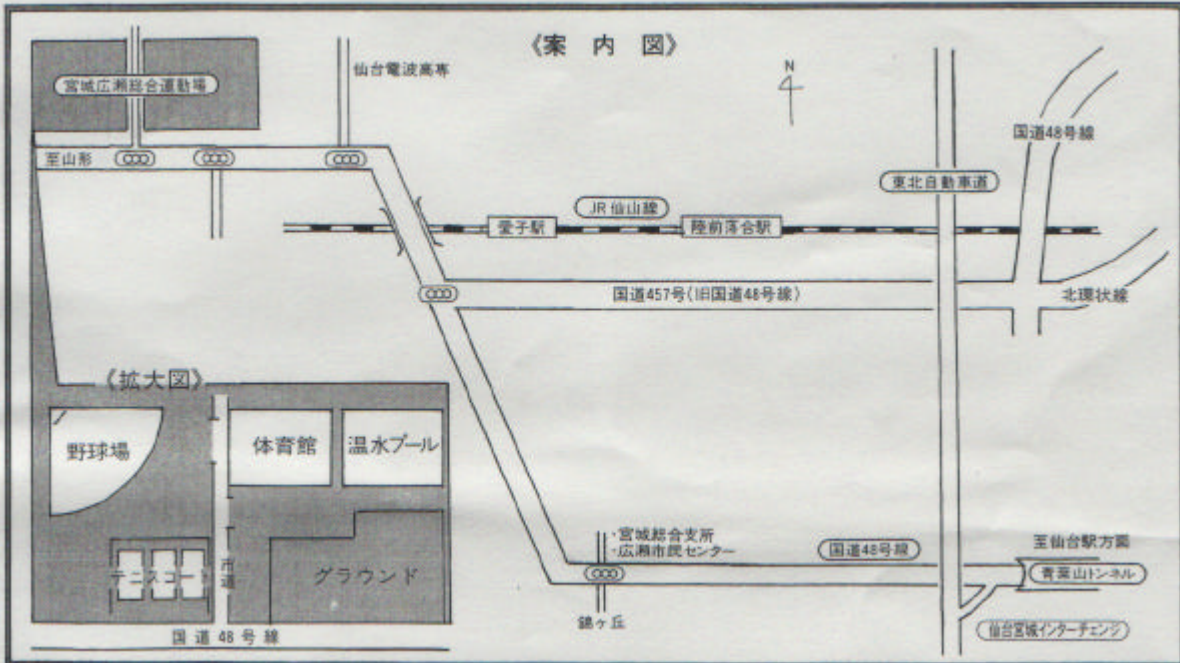 《案内図》
N
宮城広瀬総合運動場
仙台電波高専
国道48号線
至山形
東北自動車道
JR仙山線
愛子駅
陸前落合駅
国道457号(旧国道48号線)
北環状線
《拡大図》
野球場
体育館
温水プール
・宮城総合支所
・広瀬市民センター
国道48号線
至仙台駅方面
青葉山トンネル
テニスコート
市道
グラウンド
錦ヶ丘
仙台宮城インターチェンジ
国道48号線